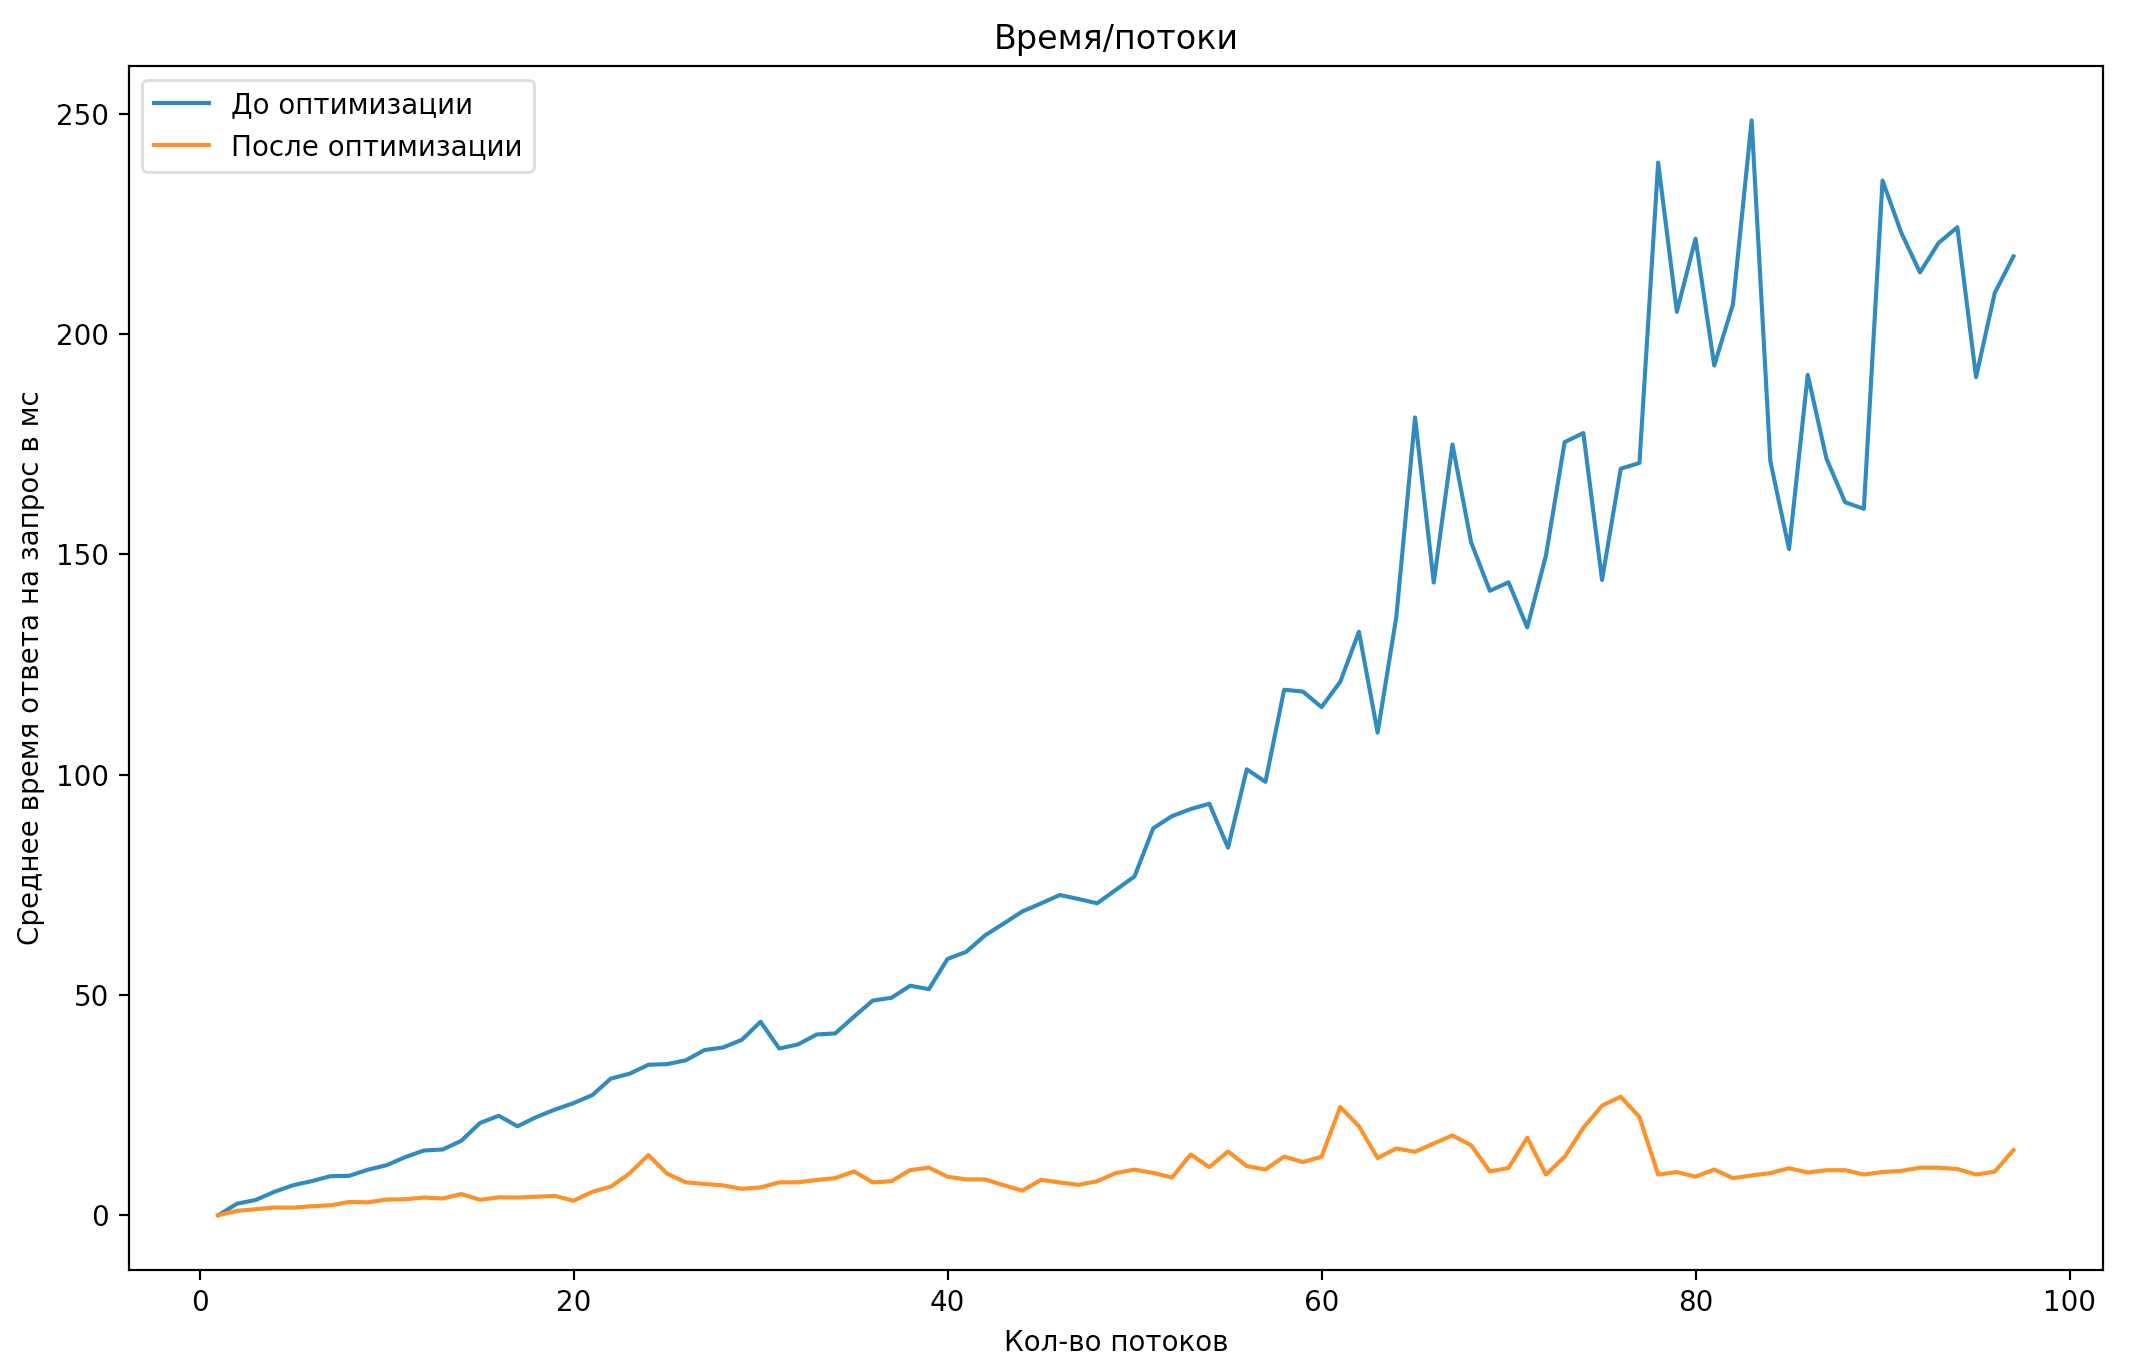 Время/потоки
До оптимизации
После оптимизации
250
200
150
100
50
0
Среднее время ответа на запрос в мс
0 20 40 60 80 100
Кол-во потоков